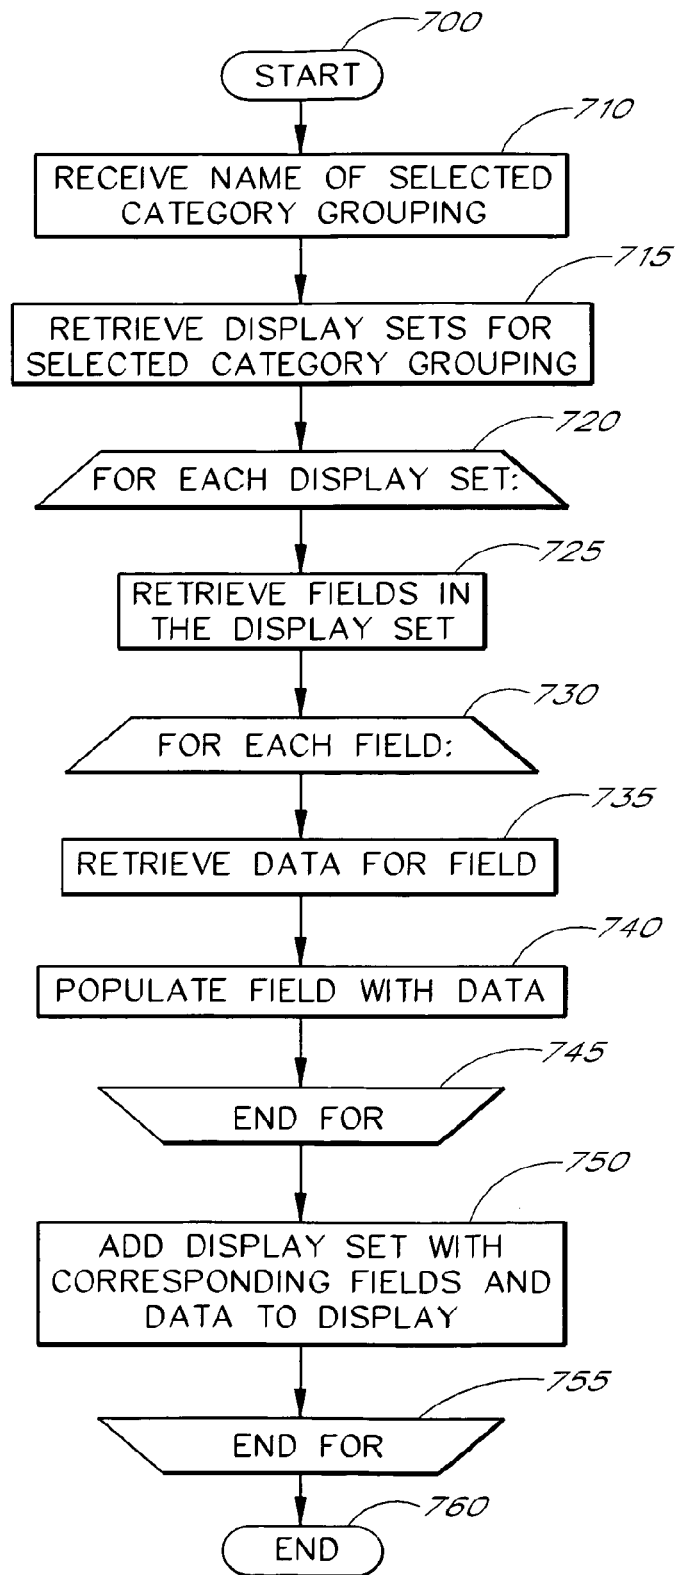 700
START
710
RECEIVE NAME OF SELECTED
CATEGORY GROUPING
715
RETRIEVE DISPLAY SETS FOR
SELECTED CATEGORY GROUPING
720
FOR EACH DISPLAY SET:
725
RETRIEVE FIELDS IN
THE DISPLAY SET
730
FOR EACH FIELD:
735
RETRIEVE DATA FOR FIELD
740
POPULATE FIELD WITH DATA
745
END FOR
750
ADD DISPLAY SET WITH
CORRESPONDING FIELDS AND
DATA TO DISPLAY
755
END FOR
760
END